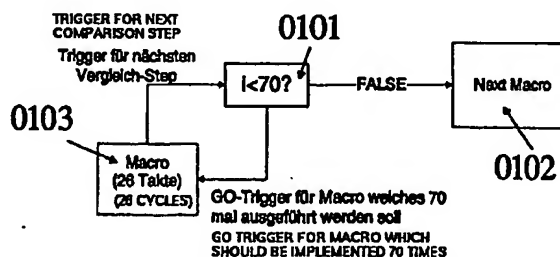 TRIGGER FOR NEXT
COMPARISON STEP
Trigger für nächsten
Vergleich-Step
0101
i<70?
FALSE
Next Macro
0102
0103
Macro
(26 Takte)
(26 CYCLES)
GO-Trigger für Macro welches 70
mal ausgeführt werden soll
GO TRIGGER FOR MACRO WHICH
SHOULD BE IMPLEMENTED 70 TIMES